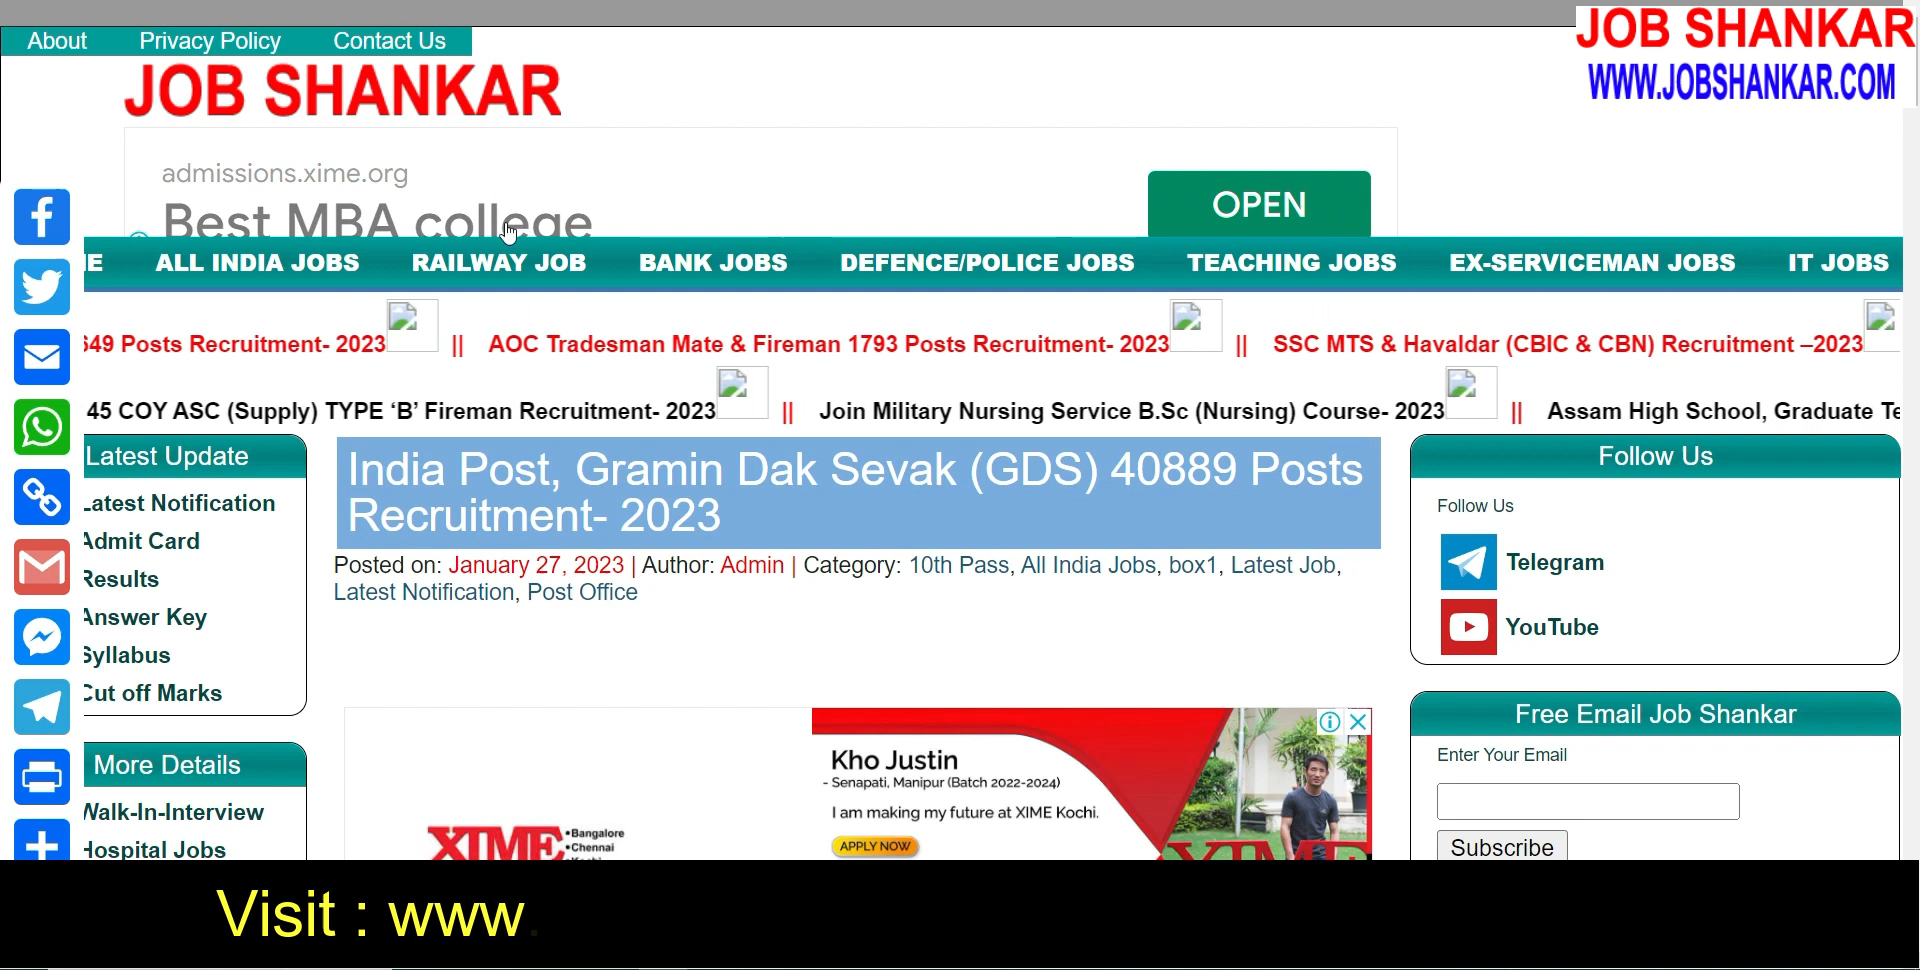 About Privacy Policy Contact Us
JOB SHANKAR
WWW.JOBSHANKAR.COM
JOB SHANKAR
admissions.xime.org
Best MBA college
OPEN
ALL INDIA JOBS RAILWAY JOB BANK JOBS DEFENCE/POLICE JOBS TEACHING JOBS EX-SERVICEMAN JOBS IT JOBS
Posts Recruitment- 2023 || AOC Tradesman Mate & Fireman 1793 Posts Recruitment- 2023 || SSC MTS & Havaldar (CBIC & CBN) Recruitment –2023
45 COY ASC (Supply) TYPE ‘B’ Fireman Recruitment- 2023 || Join Military Nursing Service B.Sc (Nursing) Course- 2023 || Assam High School, Graduate
Latest Update
Latest Notification
Admit Card
Results
Answer Key
Syllabus
Cut off Marks
More Details
Walk-In-Interview
Hospital Jobs
India Post, Gramin Dak Sevak (GDS) 40889 Posts
Recruitment- 2023
Posted on: January 27, 2023 | Author: Admin | Category: 10th Pass, All India Jobs, box1, Latest Job,
Latest Notification, Post Office
XIME
•Bangalore
•Chennai
Kho Justin
- Senapati, Manipur (Batch 2022-2024)
I am making my future at XIME Kochi.
APPLY NOW
XIME
Follow Us
Follow Us
Telegram
YouTube
Free Email Job Shankar
Enter Your Email
Subscribe
Visit : www.